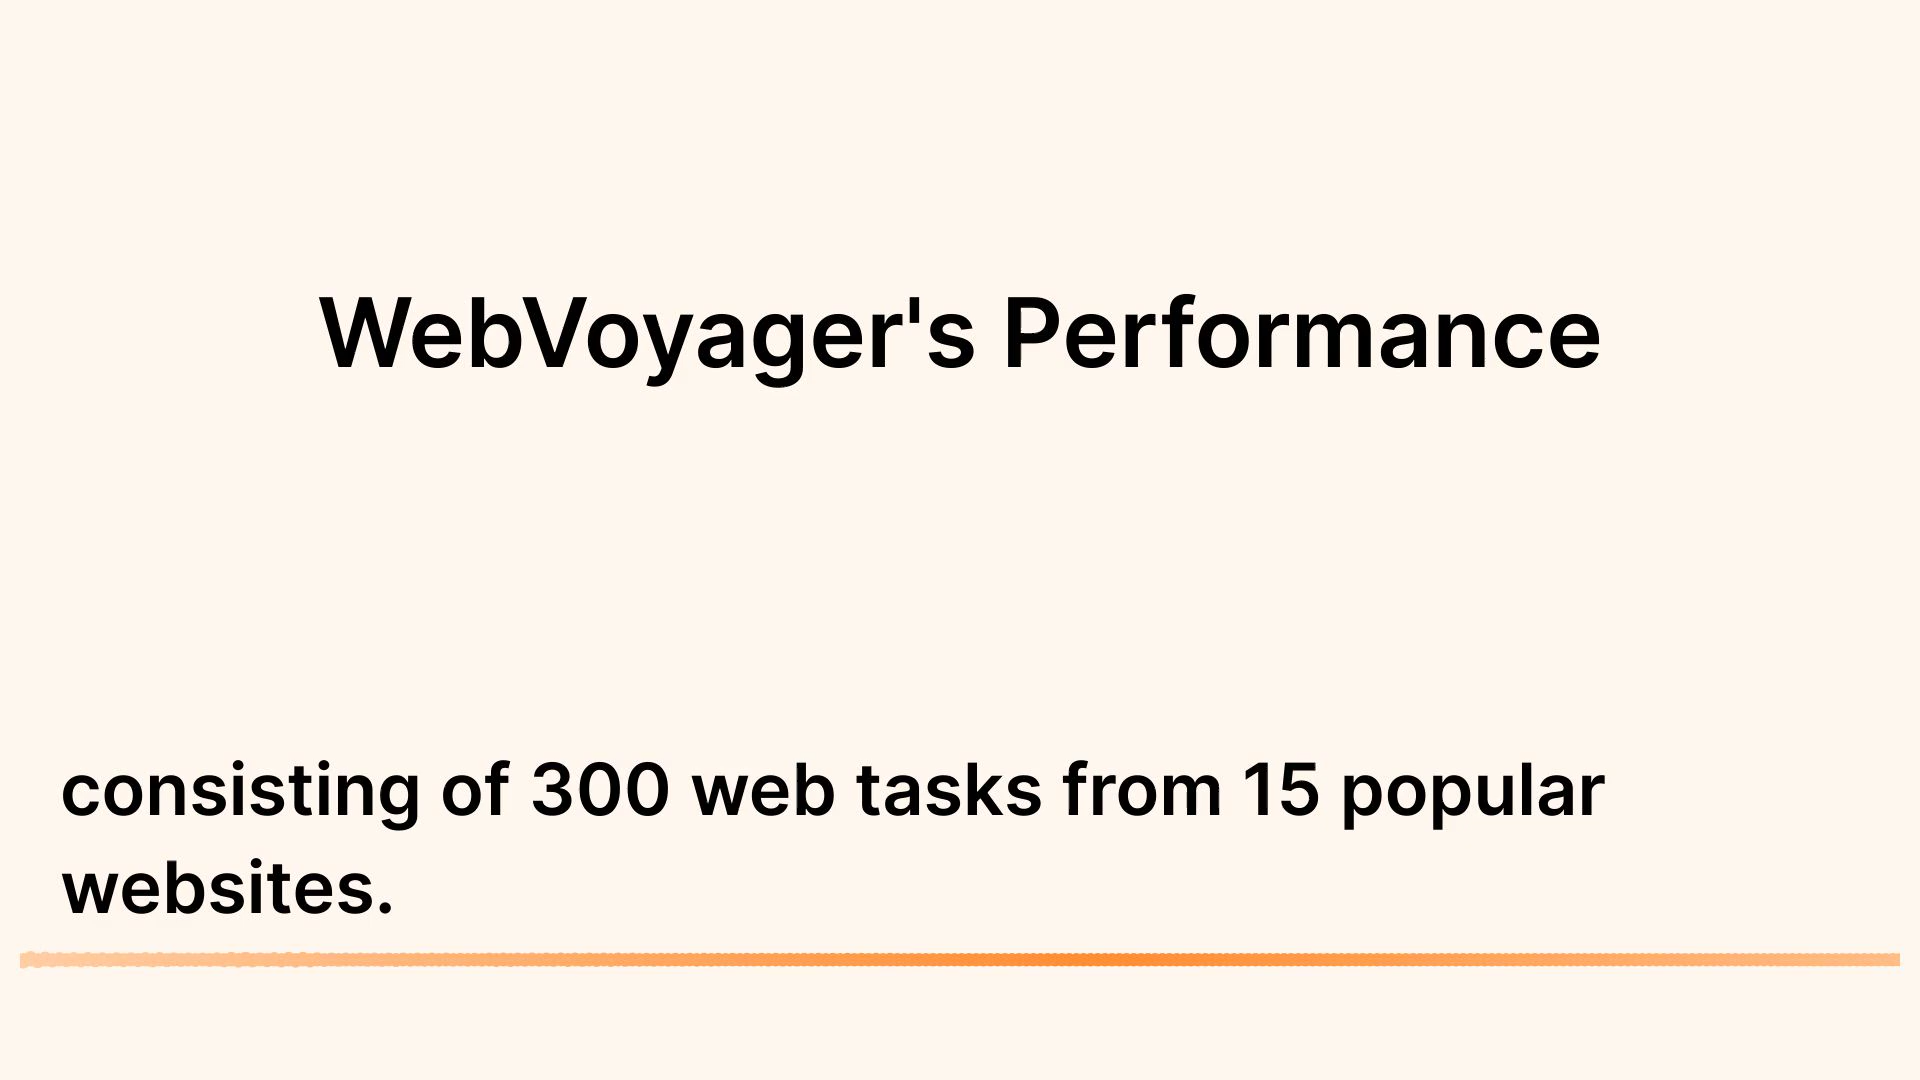 WebVoyager's Performance
consisting of 300 web tasks from 15 popular
websites.